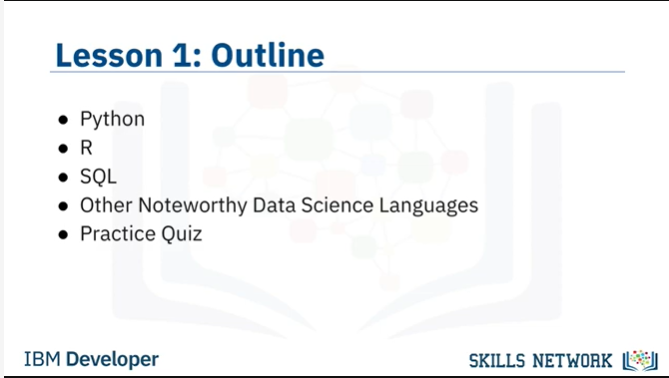 Lesson 1: Outline
● Python
● R
● SQL
● Other Noteworthy Data Science Languages
● Practice Quiz
IBM Developer
SKILLS NETWORK